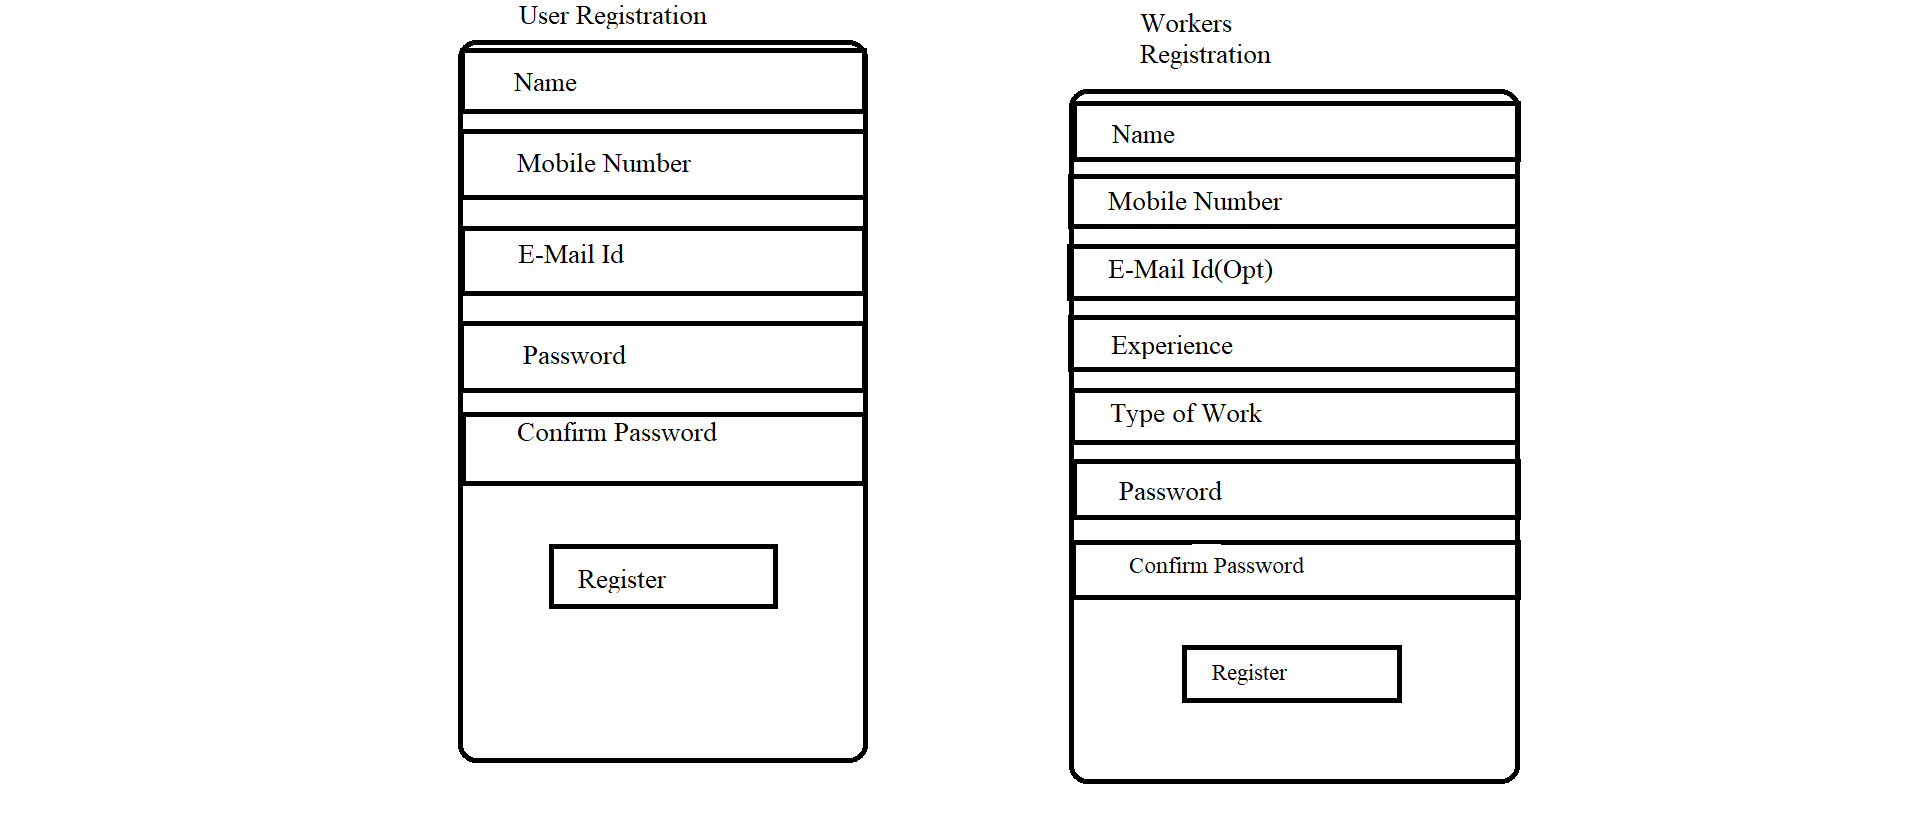 User Registration
Name
Mobile Number
E-Mail Id
Password
Confirm Password
Register
Workers
Registration
Name
Mobile Number
E-Mail Id(Opt)
Experience
Type of Work
Password
Confirm Password
Register